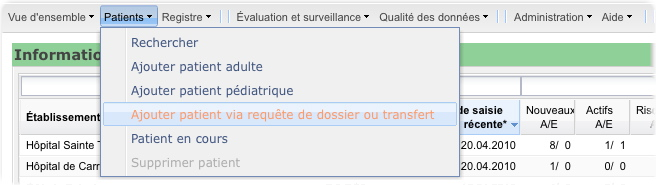 Vue d'ensemble Patients Registre Évaluation et surveillance Qualité des données Administration Aide
Rechercher
Informatio
Ajouter patient adulte
Ajouter patient pédiatrique
Établissement
Ajouter patient via requête de dossier ou transfert
de saisie récente* Nouveaux A/E Actifs A/E
Patient en cours
Hôpital Sainte 20.04.2010 8/ 0 1/ 1
Supprimer patient
Hôpital de Carr 20.04.2010 1/ 0 0/ 0